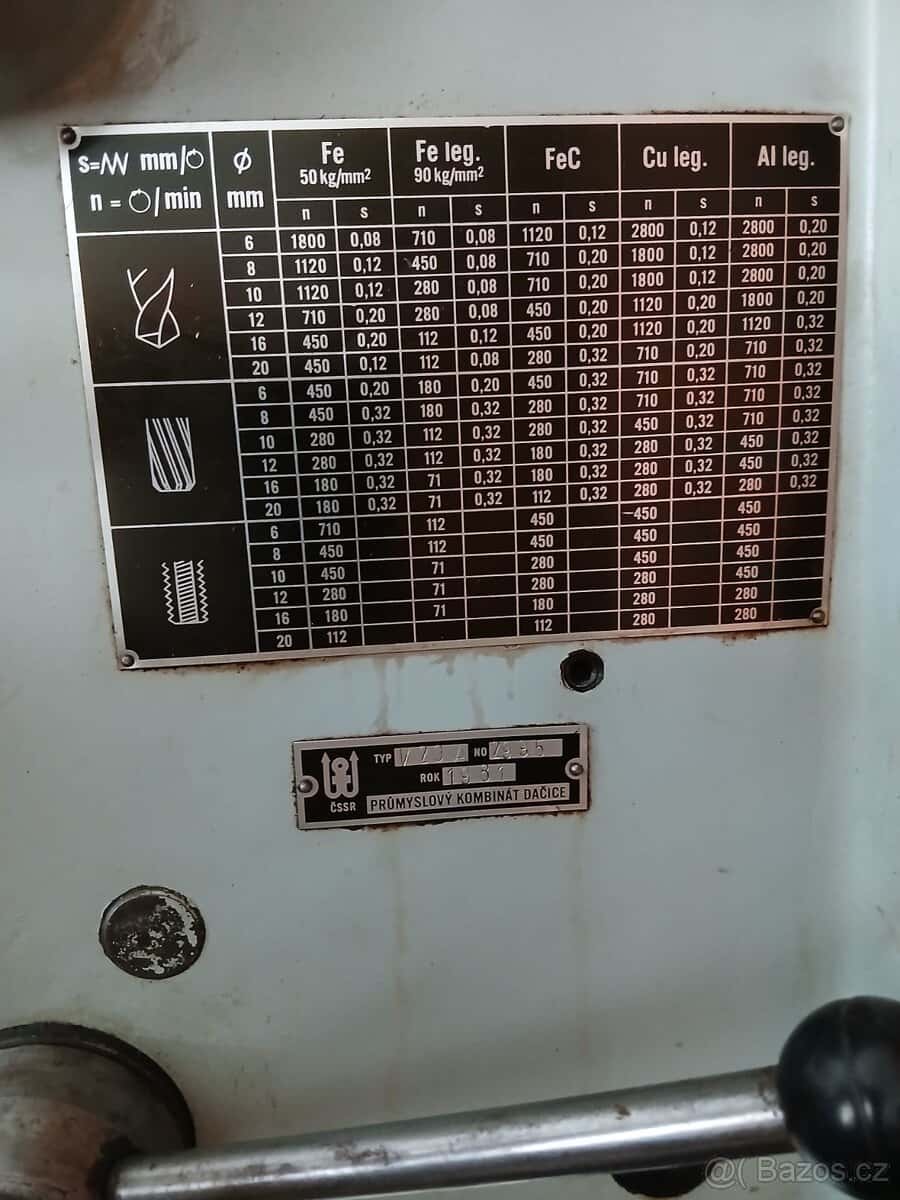 s= mm/ ø Fe Fe leg. FeC Cu leg. Al leg.
n = /min mm 50 kg/mm² 90 kg/mm²
n s n s n s n s n s
6 1800 0,08 710 0,08 1120 0,12 2800 0,12 2800 0,20
8 1120 0,12 450 0,08 710 0,20 1800 0,12 2800 0,20
10 1120 0,12 280 0,08 710 0,20 1800 0,12 2800 0,20
12 710 0,20 280 0,08 450 0,20 1120 0,20 1800 0,20
16 450 0,20 112 0,12 450 0,20 1120 0,20 1120 0,32
20 450 0,12 112 0,08 280 0,32 710 0,20 710 0,32
6 450 0,20 180 0,20 450 0,32 710 0,32 710 0,32
8 450 0,32 180 0,32 280 0,32 710 0,32 710 0,32
10 280 0,32 112 0,32 280 0,32 450 0,32 710 0,32
12 280 0,32 112 0,32 180 0,32 280 0,32 450 0,32
16 180 0,32 71 0,32 180 0,32 280 0,32 450 0,32
20 180 0,32 71 0,32 112 0,32 280 0,32 280 0,32
6 710 112 450 450 450
8 450 112 450 450 450
10 450 71 280 450 450
12 280 71 280 280 450
16 180 71 180 280 280
20 112 112 280 280
TYP NO
ROK 1981
ČSSR PRŮMYSLOVÝ KOMBINÁT DAČICE
@( Bazos.cz